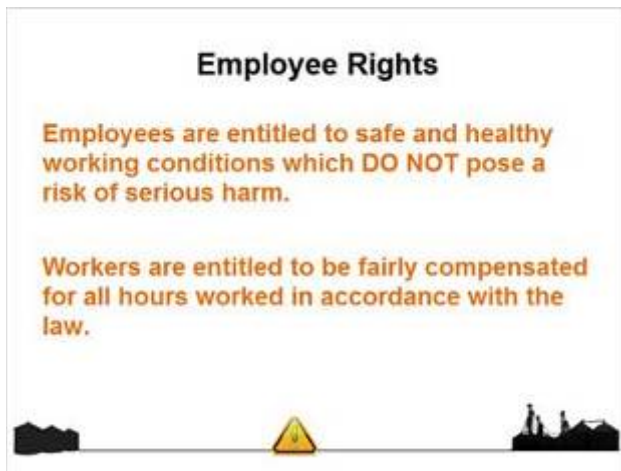 Employee Rights
Employees are entitled to safe and healthy
working conditions which DO NOT pose a
risk of serious harm.
Workers are entitled to be fairly compensated
for all hours worked in accordance with the
law.